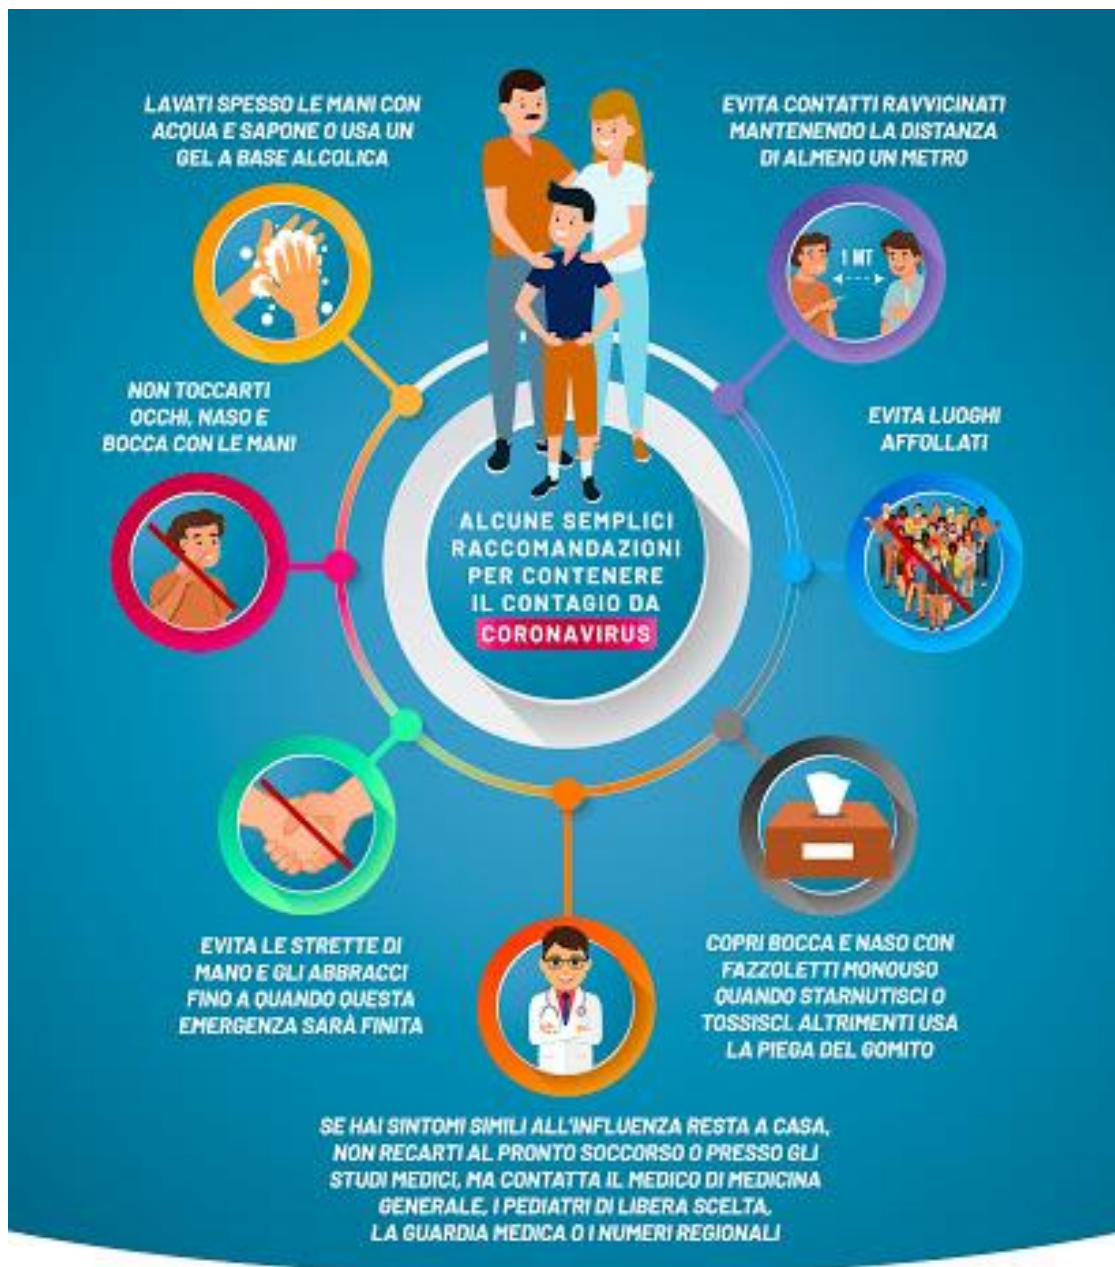 LAVATI SPESSO LE MANI CON
ACQUA E SAPONE O USA UN
GEL A BASE ALCOLICA
EVITA CONTATTI RAVVICINATI
MANTENENDO LA DISTANZA
DI ALMENO UN METRO
1 MT
NON TOCCARTI
OCCHI, NASO E
BOCCA CON LE MANI
EVITA LUOGHI
AFFOLLATI
ALCUNE SEMPLICI
RACCOMANDAZIONI
PER CONTENERE
IL CONTAGIO DA
CORONAVIRUS
EVITA LE STRETTE DI
MANO E GLI ABBRACCI
FINO A QUANDO QUESTA
EMERGENZA SARÀ FINITA
COPRI BOCCA E NASO CON
FAZZOLETTI MONOUSO
QUANDO STARNUTISCI O
TOSSISCI. ALTRIMENTI USA
LA PIEGA DEL GOMITO
SE HAI SINTOMI SIMILI ALL'INFLUENZA RESTA A CASA,
NON RECARTI AL PRONTO SOCCORSO O PRESSO GLI
STUDI MEDICI, MA CONTATTA IL MEDICO DI MEDICINA
GENERALE, I PEDIATRI DI LIBERA SCELTA,
LA GUARDIA MEDICA O I NUMERI REGIONALI